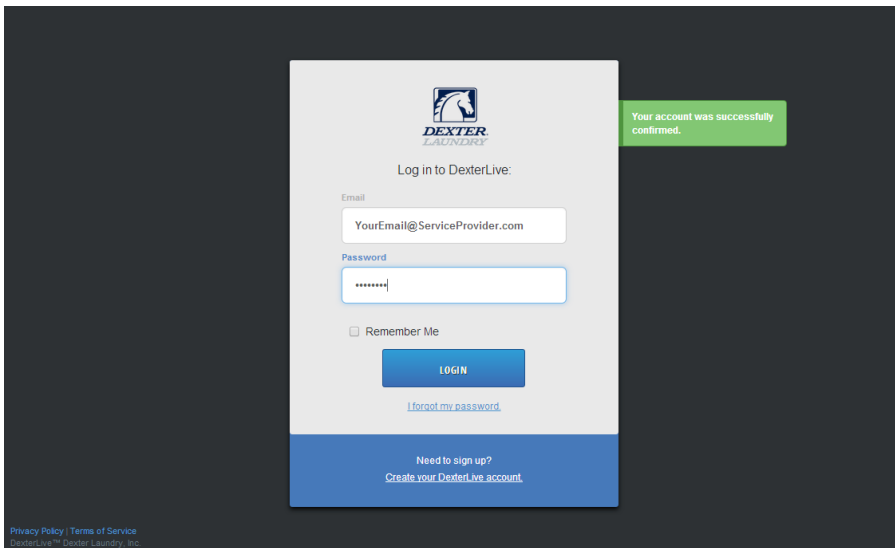 DEXTER
LAUNDRY
Your account was successfully
confirmed.
Log in to DexterLive:
Email
YourEmail@ServiceProvider.com
Password
••••••••
Remember Me
LOGIN
I forgot my password.
Need to sign up?
Create your DexterLive account.
Privacy Policy | Terms of Service
DexterLive™ Dexter Laundry, Inc.